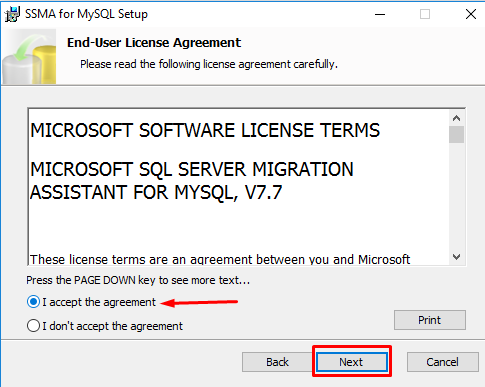 SSMA for MySQL Setup
End-User License Agreement
Please read the following license agreement carefully.
MICROSOFT SOFTWARE LICENSE TERMS
MICROSOFT SQL SERVER MIGRATION
ASSISTANT FOR MYSQL, V7.7
These license terms are an agreement between you and Microsoft
Press the PAGE DOWN key to see more text...
I accept the agreement
I don't accept the agreement
Print
Back
Next
Cancel